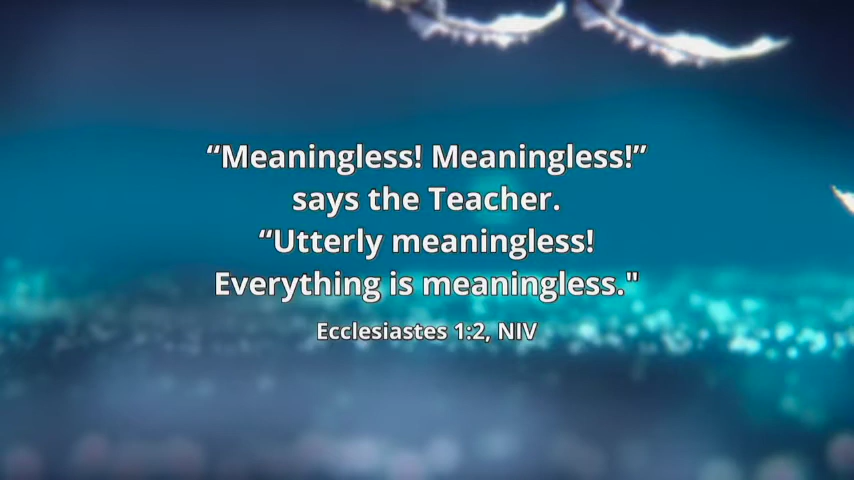 “Meaningless! Meaningless!”
says the Teacher.
“Utterly meaningless!
Everything is meaningless."
Ecclesiastes 1:2, NIV